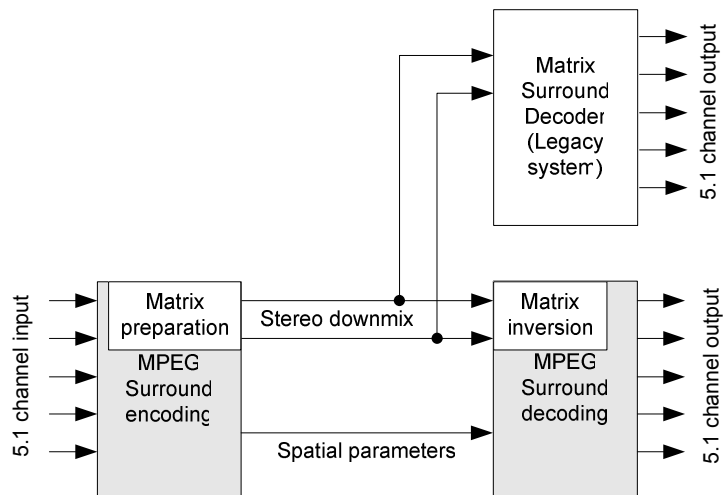 Matrix
Surround
Decoder
(Legacy
system)
5.1 channel output
5.1 channel input
Matrix
preparation
MPEG
Surround
encoding
Stereo downmix
Spatial parameters
Matrix
inversion
MPEG
Surround
decoding
5.1 channel output